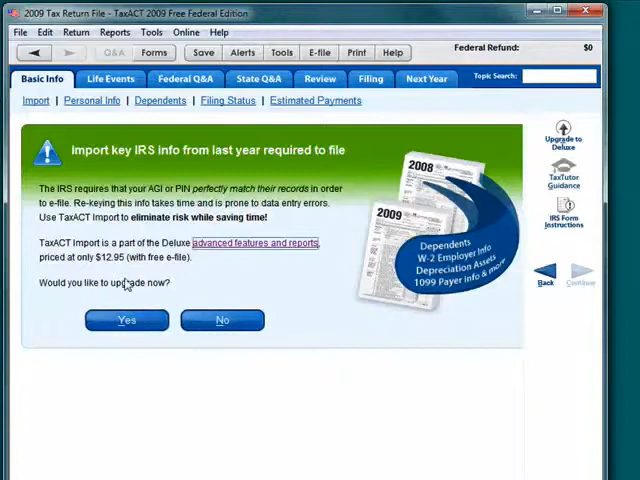 2009 Tax Return File - TaxACT 2009 Free Federal Edition
File Edit Return Reports Tools Online Help
Q&A Forms Save Alerts Tools E-file Print Help
Federal Refund: $0
Basic Info Life Events Federal Q&A State Q&A Review Filing Next Year
Topic Search:
Import Personal Info Dependents Filing Status Estimated Payments
Import key IRS info from last year required to file
The IRS requires that your AGI or PIN perfectly match their records in order
to e-file. Re-keying this info takes time and is prone to data entry errors.
Use TaxACT Import to eliminate risk while saving time!
TaxACT Import is a part of the Deluxe advanced features and reports,
priced at only $12.95 (with free e-file).
Would you like to upgrade now?
Yes No
2008
2009
Dependents
W-2 Employer Info
Depreciation Assets
1099 Payer Info & more
Upgrade to
Deluxe
TaxTutor
Guidance
IRS Form
Instructions
Back Continue